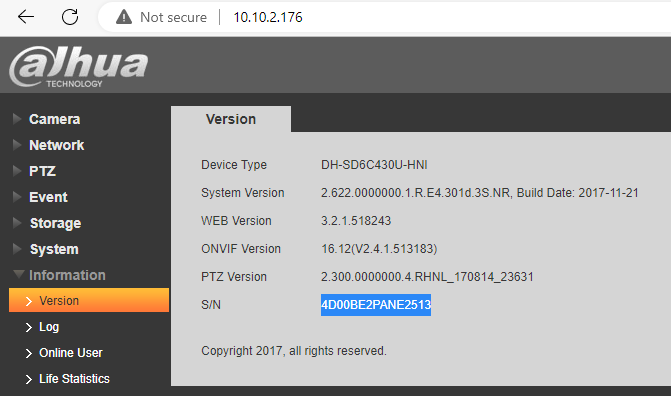 Not secure 10.10.2.176
alhua
TECHNOLOGY
Camera
Network
PTZ
Event
Storage
System
Information
Version
Log
Online User
Life Statistics
Version
Device Type DH-SD6C430U-HNI
System Version 2.622.0000000.1.R.E4.301d.3S.NR, Build Date: 2017-11-21
WEB Version 3.2.1.518243
ONVIF Version 16.12(V2.4.1.513183)
PTZ Version 2.300.0000000.4.RHNL_170814_23631
S/N 4D00BE2PANE2513
Copyright 2017, all rights reserved.